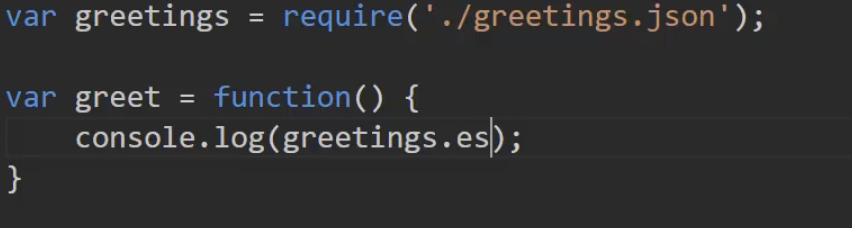 var greetings = require('./greetings.json');
var greet = function() {
    console.log(greetings.es);
}